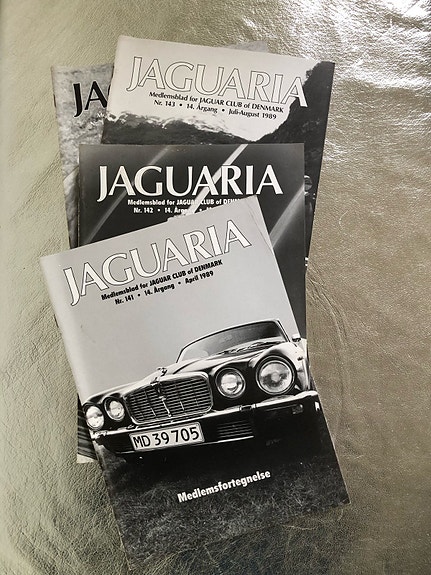 JA
JAGUARIA
Medlemsblad for JAGUAR CLUB of DENMARK
Nr. 143 • 14. Årgang • Juli-August 1989
JAGUARIA
Medlemsblad for JAGUAR CLUB of DENMARK
Nr. 142 • 14. Årgang
JAGUARIA
Medlemsblad for JAGUAR CLUB of DENMARK
Nr. 141 • 14. Årgang • April 1989
MD 39 705
Medlemsfortegnelse